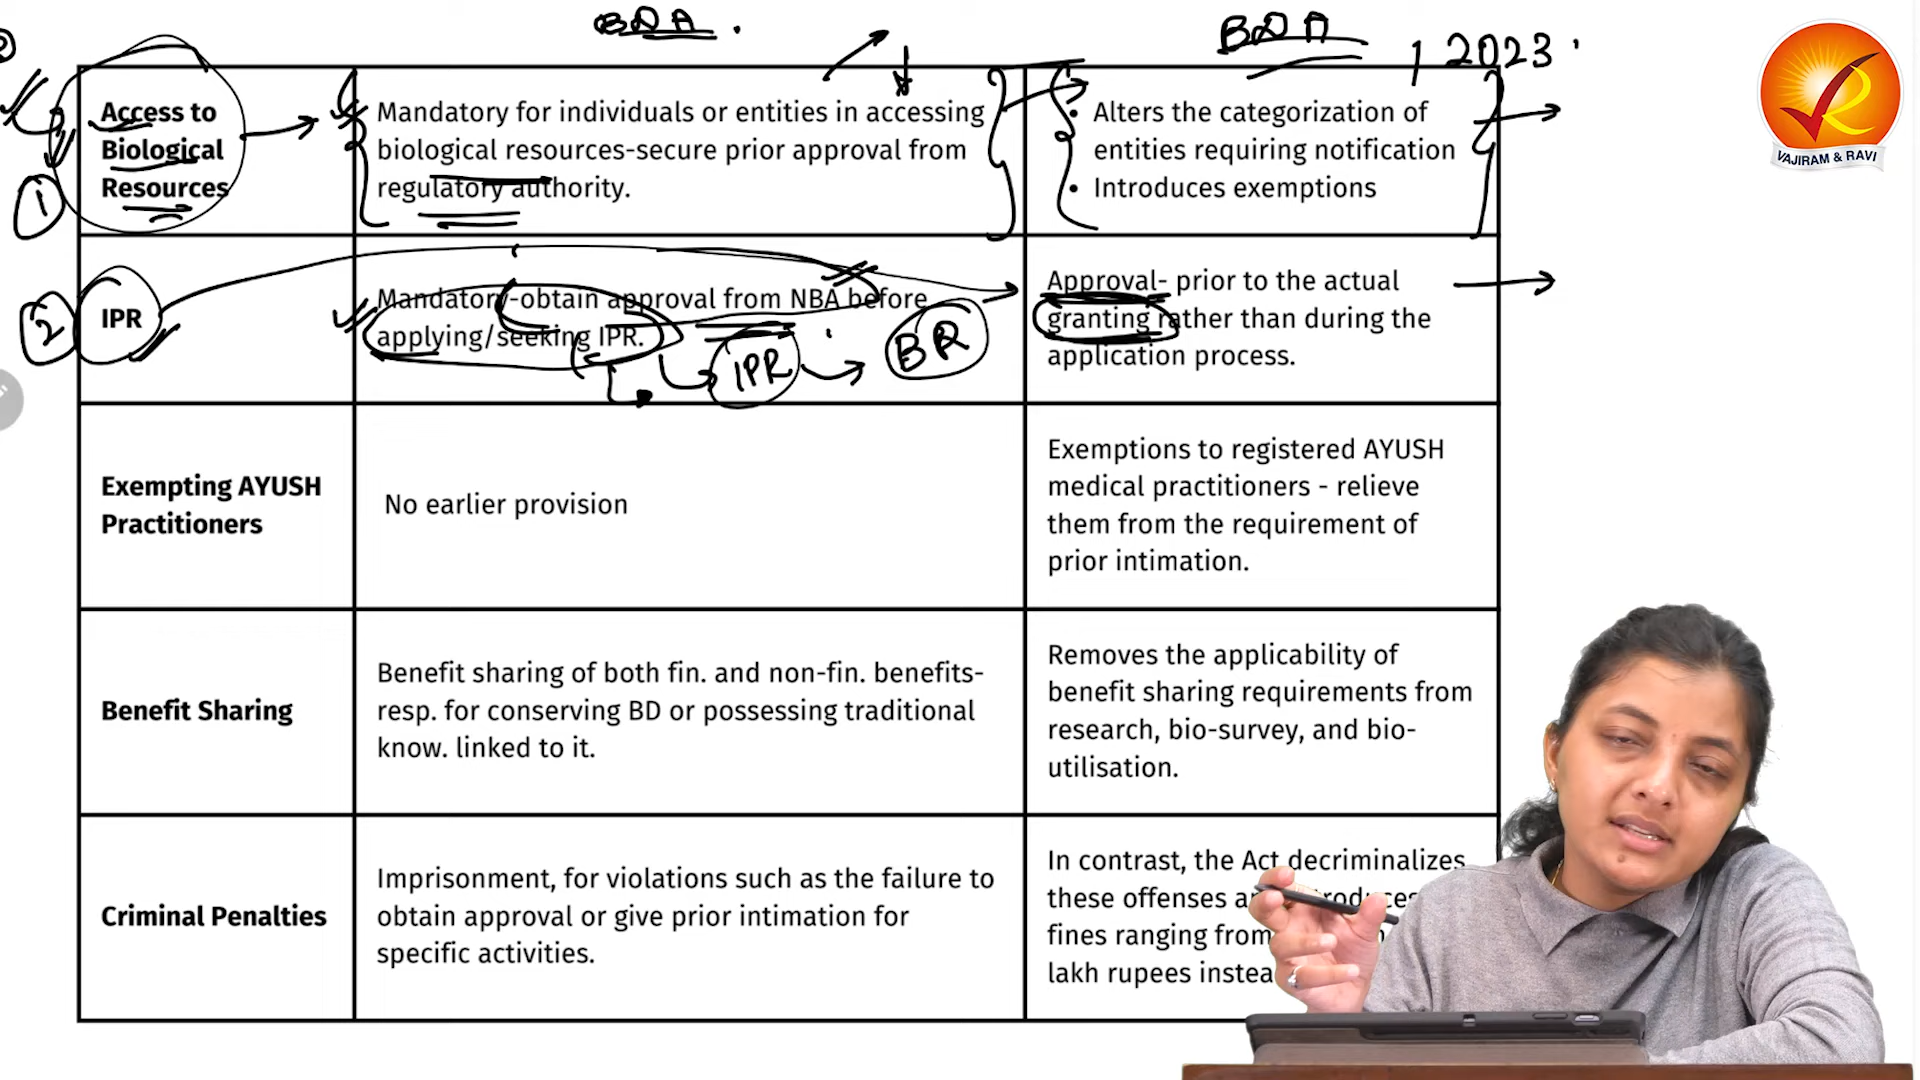 BDA.
BDA, 2023.
VAJIRAM & RAVI
1
Access to
Biological
Resources
Mandatory for individuals or entities in accessing
biological resources-secure prior approval from
regulatory authority.
• Alters the categorization of
entities requiring notification
• Introduces exemptions
2
IPR
Mandatory-obtain approval from NBA before
applying/seeking IPR.
IPR
BR
Approval- prior to the actual
granting rather than during the
application process.
Exempting AYUSH
Practitioners
No earlier provision
Exemptions to registered AYUSH
medical practitioners - relieve
them from the requirement of
prior intimation.
Benefit Sharing
Benefit sharing of both fin. and non-fin. benefits-
resp. for conserving BD or possessing traditional
know. linked to it.
Removes the applicability of
benefit sharing requirements from
research, bio-survey, and bio-
utilisation.
Criminal Penalties
Imprisonment, for violations such as the failure to
obtain approval or give prior intimation for
specific activities.
In contrast, the Act decriminalizes
these offenses
fines ranging from
lakh rupees